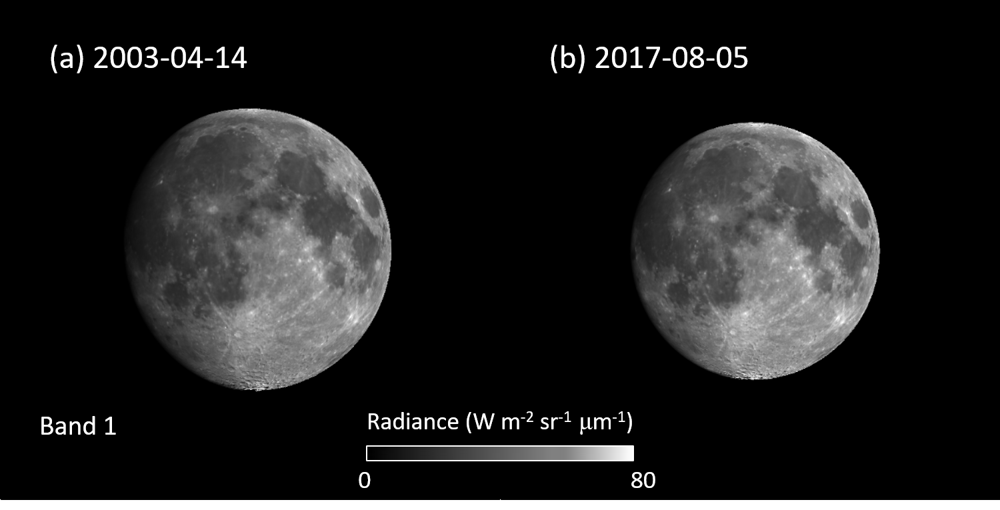 (a) 2003-04-14
(b) 2017-08-05
Band 1
Radiance (W m-2 sr-1 μm-1)
0
80